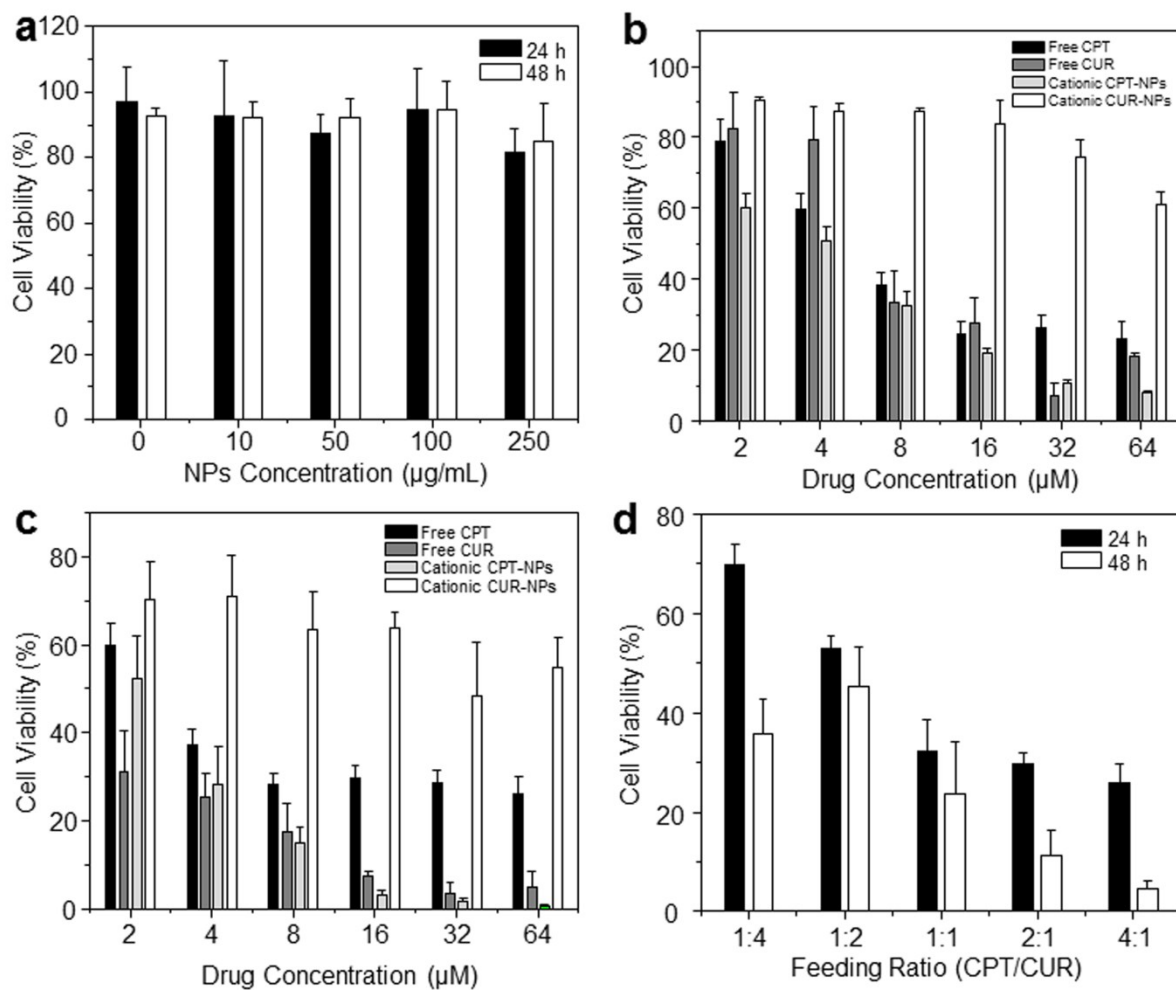 a
24 h
48 h
120
100
80
60
40
20
0
Cell Viability (%)
0 10 50 100 250
NPs Concentration (µg/mL)
b
Free CPT
Free CUR
Cationic CPT-NPs
Cationic CUR-NPs
100
80
60
40
20
0
Cell Viability (%)
2 4 8 16 32 64
Drug Concentration (µM)
c
Free CPT
Free CUR
Cationic CPT-NPs
Cationic CUR-NPs
80
60
40
20
0
Cell Viability (%)
2 4 8 16 32 64
Drug Concentration (µM)
d
24 h
48 h
80
60
40
20
0
Cell Viability (%)
1:4 1:2 1:1 2:1 4:1
Feeding Ratio (CPT/CUR)